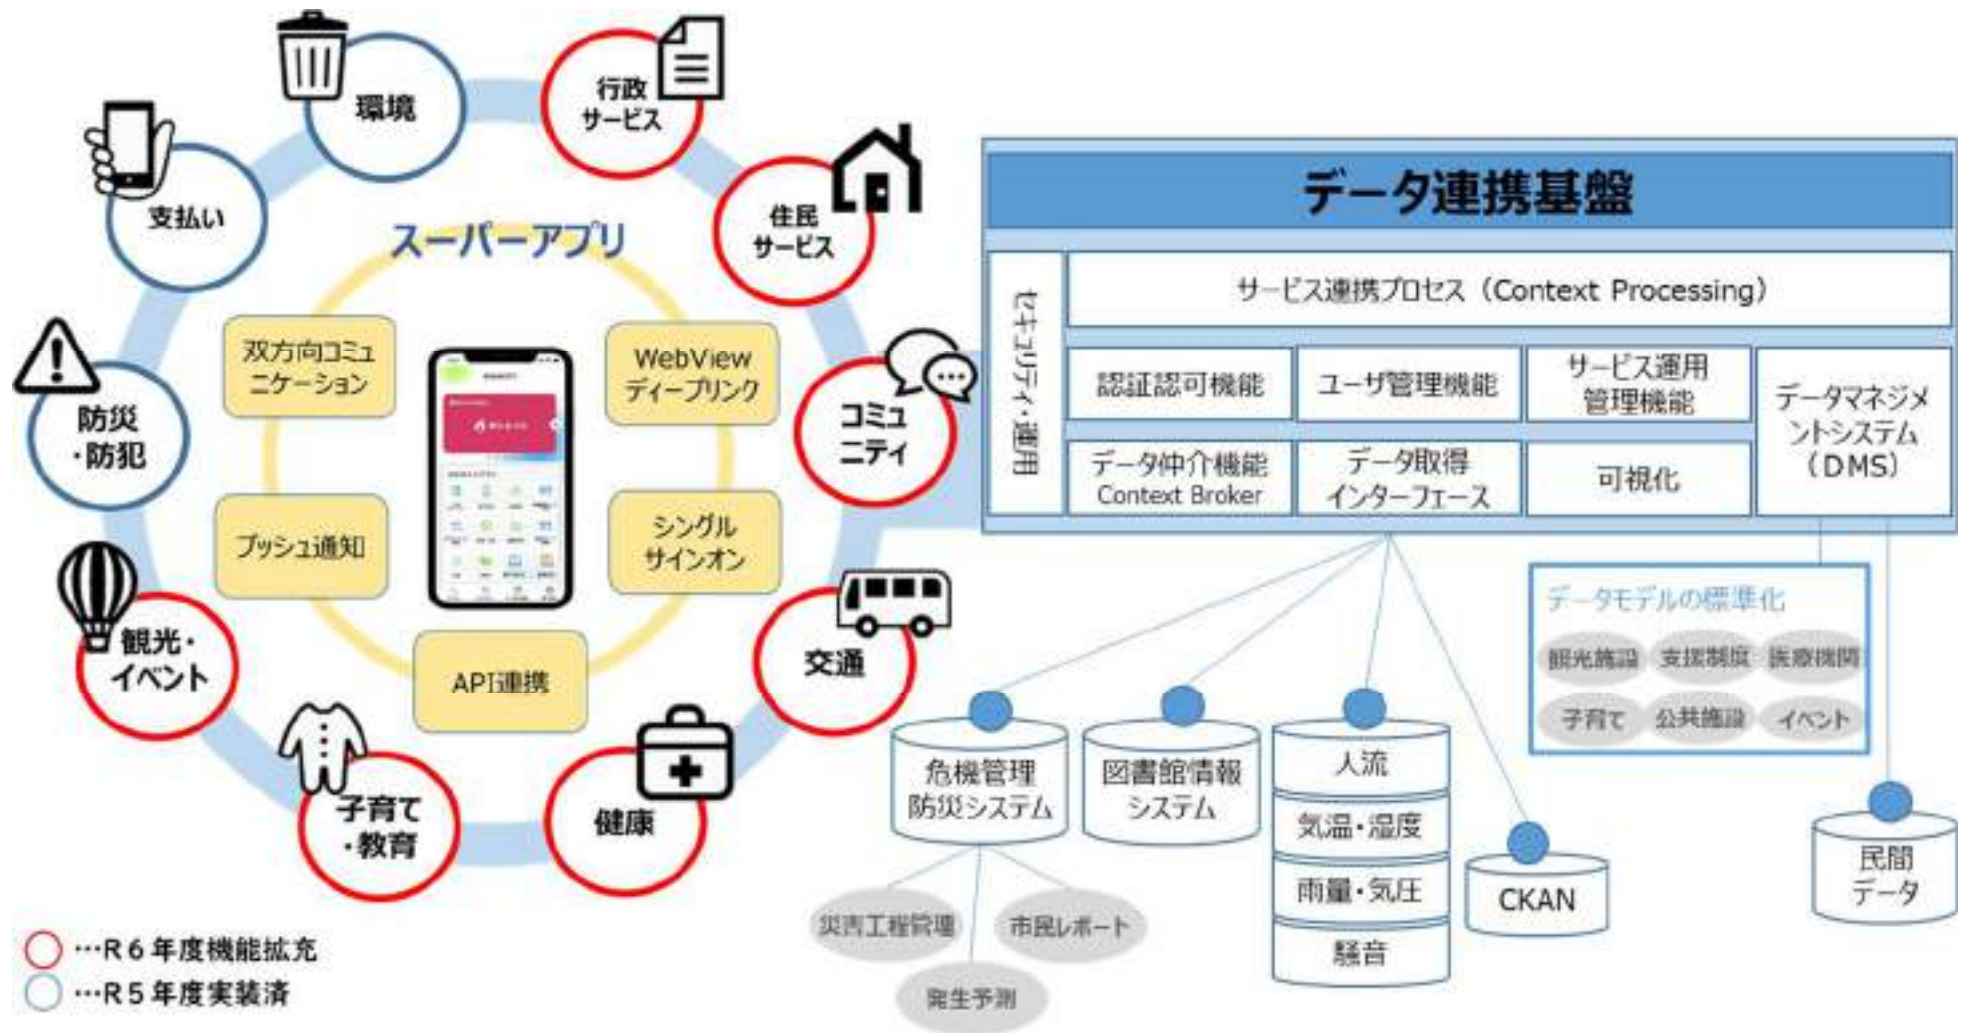 環境
行政
サービス
支払い
住民
サービス
スーパーアプリ
双方向コミュ
ニケーション
WebView
ディープリンク
防災
・防犯
コミュ
ニティ
プッシュ通知
シングル
サインオン
観光・
イベント
API連携
交通
子育て
・教育
健康
…R6年度機能拡充
…R5年度実装済
データ連携基盤
セキュリティ・運用
サービス連携プロセス（Context Processing）
認証認可機能
ユーザ管理機能
サービス運用
管理機能
データマネジメ
ントシステム
（DMS）
データ仲介機能
Context Broker
データ取得
インターフェース
可視化
データモデルの標準化
観光施設
支援制度
医療機関
子育て
公共施設
イベント
危機管理
防災システム
図書館情報
システム
人流
気温・湿度
雨量・気圧
騒音
CKAN
民間
データ
災害工程管理
市民レポート
発生予測